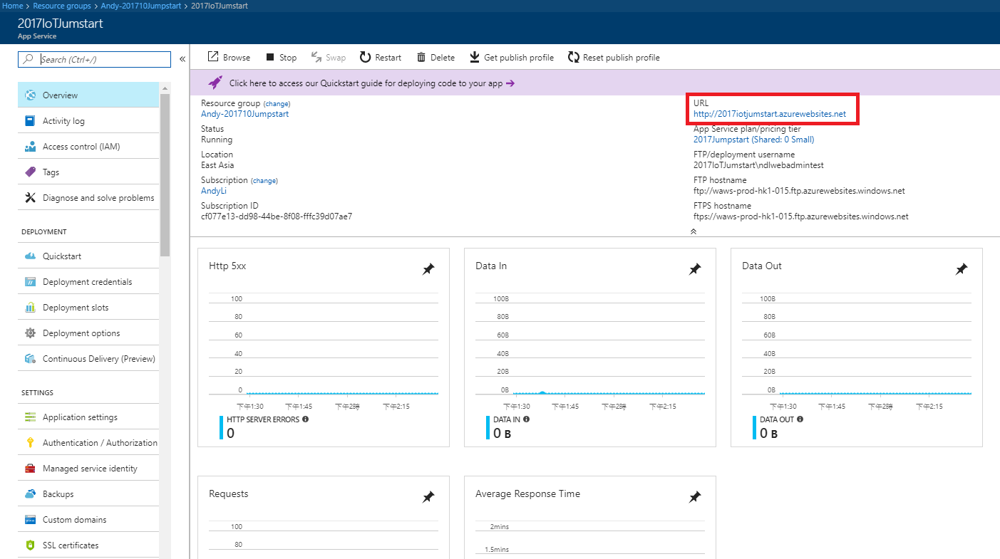 Home > Resource groups > Andy-201710Jumpstart > 2017IoTJumstart
2017IoTJumstart
App Service
Search (Ctrl+/)
Overview
Activity log
Access control (IAM)
Tags
Diagnose and solve problems
DEPLOYMENT
Quickstart
Deployment credentials
Deployment slots
Deployment options
Continuous Delivery (Preview)
SETTINGS
Application settings
Authentication / Authorization
Managed service identity
Backups
Custom domains
SSL certificates
Browse Stop Swap Restart Delete Get publish profile Reset publish profile
Click here to access our Quickstart guide for deploying code to your app →
Resource group (change)
Andy-201710Jumpstart
Status
Running
Location
East Asia
Subscription (change)
AndyLi
Subscription ID
cf077e13-dd98-44be-8f08-fffc39d07ae7
URL
http://2017iotjumstart.azurewebsites.net
App Service plan/pricing tier
2017Jumpstart (Shared: 0 Small)
FTP/deployment username
2017IoTJumstart\ndlwebadmintest
FTP hostname
ftp://waws-prod-hk1-015.ftp.azurewebsites.windows.net
FTPS hostname
ftps://waws-prod-hk1-015.ftp.azurewebsites.windows.net
Http 5xx
100
80
60
40
20
0
下午1:30 下午1:45 下午2時 下午2:15
HTTP SERVER ERRORS
0
Data In
100B
80B
60B
40B
20B
0B
下午1:30 下午1:45 下午2時 下午2:15
DATA IN
0 B
Data Out
100B
80B
60B
40B
20B
0B
下午1:30 下午1:45 下午2時 下午2:15
DATA OUT
0 B
Requests
100
80
Average Response Time
2mins
1.5mins